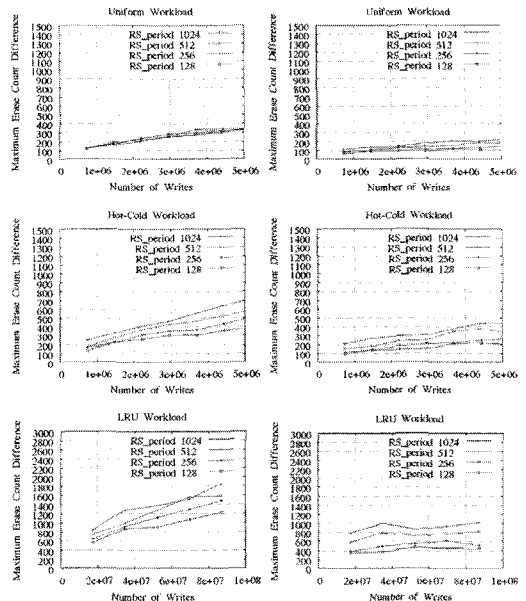 Uniform Workload
Maximum Erase Count Difference
1500
1400
1300
1200
1100
1000
900
800
700
600
500
400
300
200
100
RS_period 1024
RS_period 512
RS_period 256
RS_period 128
0 1e+06 2e+06 3e+06 4e+06 5e+06
Number of Writes
Uniform Workload
Maximum Erase Count Difference
1500
1400
1300
1200
1100
1000
900
800
700
600
500
400
300
200
100
RS_period 1024
RS_period 512
RS_period 256
RS_period 128
0 1e+06 2e+06 3e+06 4e+06 5e+06
Number of Writes
Hot-Cold Workload
Maximum Erase Count Difference
1500
1400
1300
1200
1100
1000
900
800
700
600
500
400
300
200
100
0
RS_period 1024
RS_period 512
RS_period 256
RS_period 128
0 1e+06 2e+06 3e+06 4e+06 5e+06
Number of Writes
Hot-Cold Workload
Maximum Erase Count Difference
1500
1400
1300
1200
1100
1000
900
800
700
600
500
400
300
200
100
0
RS_period 1024
RS_period 512
RS_period 256
RS_period 128
0 1e+06 2e+06 3e+06 4e+06 5e+06
Number of Writes
LRU Workload
Maximum Erase Count Difference
3000
2800
2600
2400
2200
2000
1800
1600
1400
1200
1000
800
600
400
200
0
RS_period 1024
RS_period 512
RS_period 256
RS_period 128
0 2e+07 4e+07 6e+07 8e+07 1e+08
Number of Writes
LRU Workload
Maximum Erase Count Difference
3000
2800
2600
2400
2200
2000
1800
1600
1400
1200
1000
800
600
400
200
0
RS_period 1024
RS_period 512
RS_period 256
RS_period 128
0 2e+07 4e+07 6e+07 8e+07 1e+08
Number of Writes